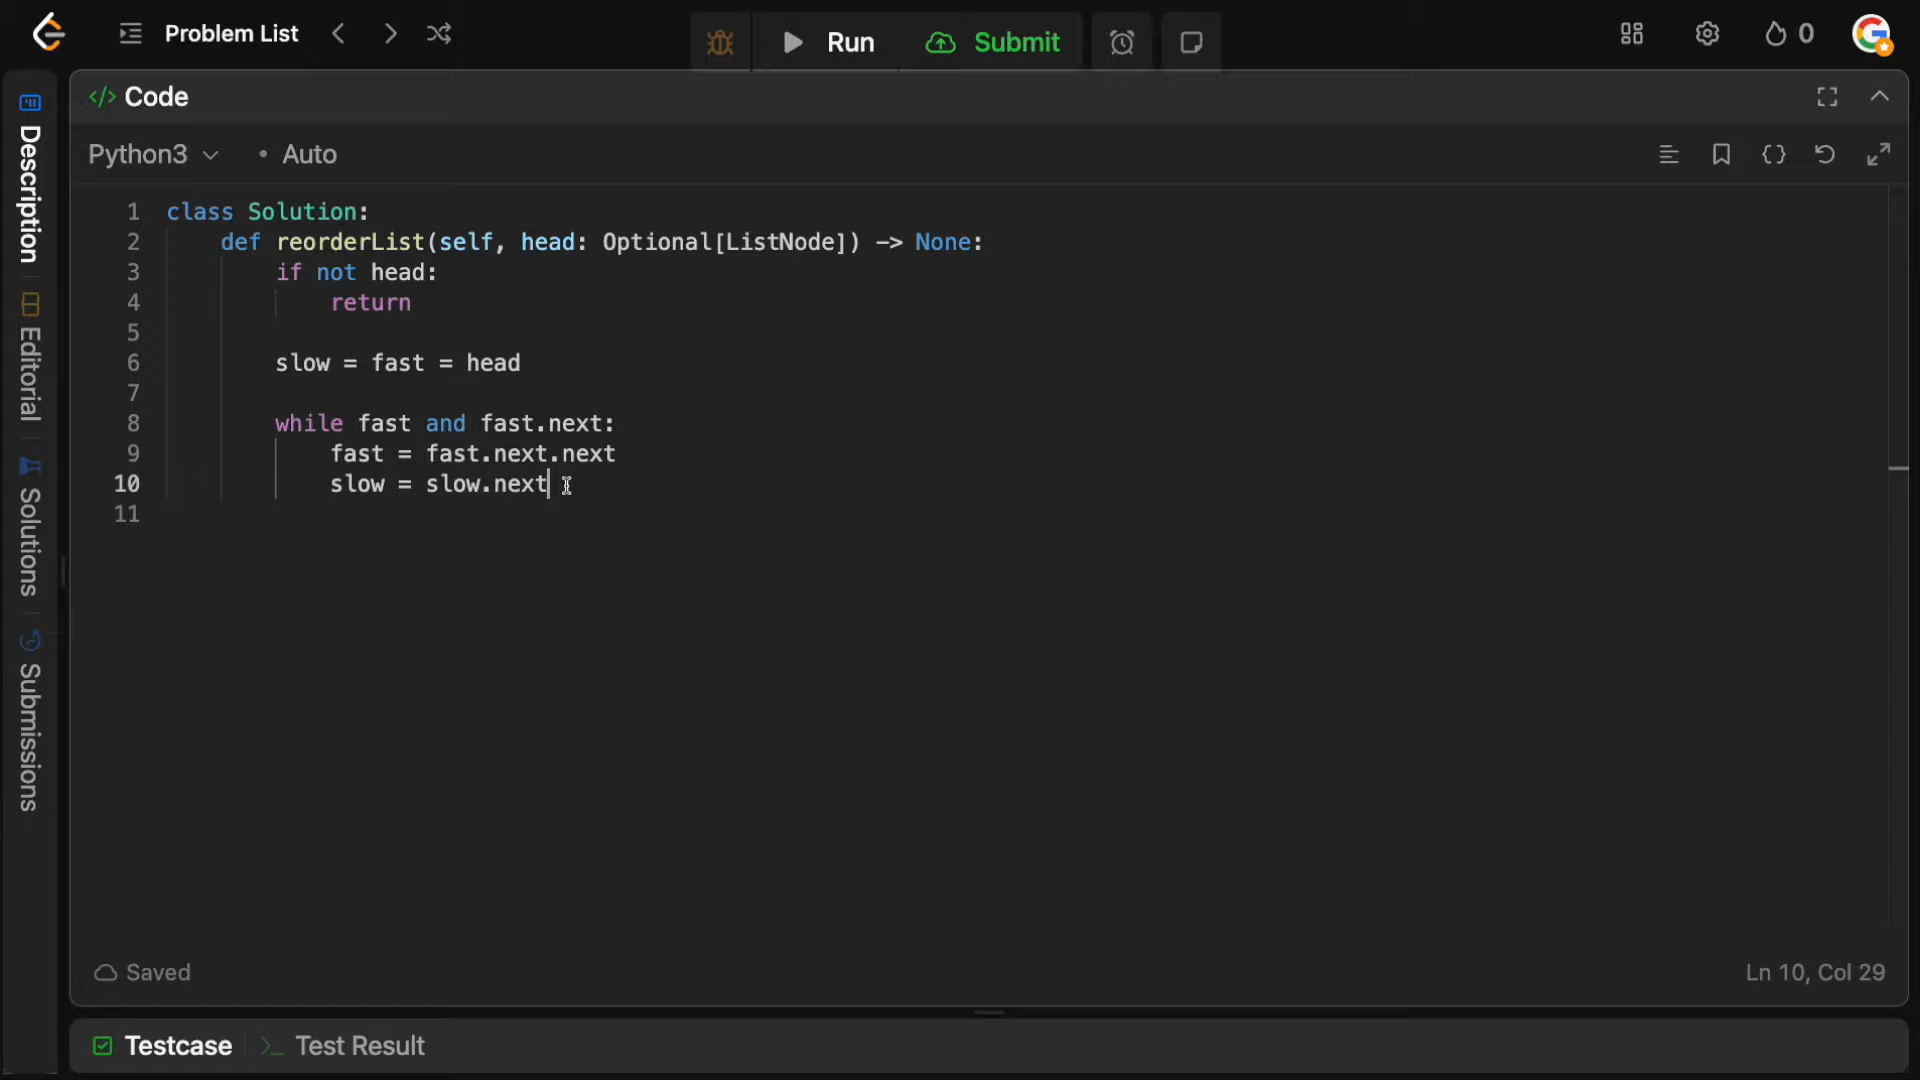 Problem List
Run
Submit
0
Code
Python3
• Auto
1 class Solution:
2     def reorderList(self, head: Optional[ListNode]) -> None:
3         if not head:
4             return
5
6         slow = fast = head
7
8         while fast and fast.next:
9             fast = fast.next.next
10             slow = slow.next
11
Description
Editorial
Solutions
Submissions
Saved
Ln 10, Col 29
Testcase
Test Result